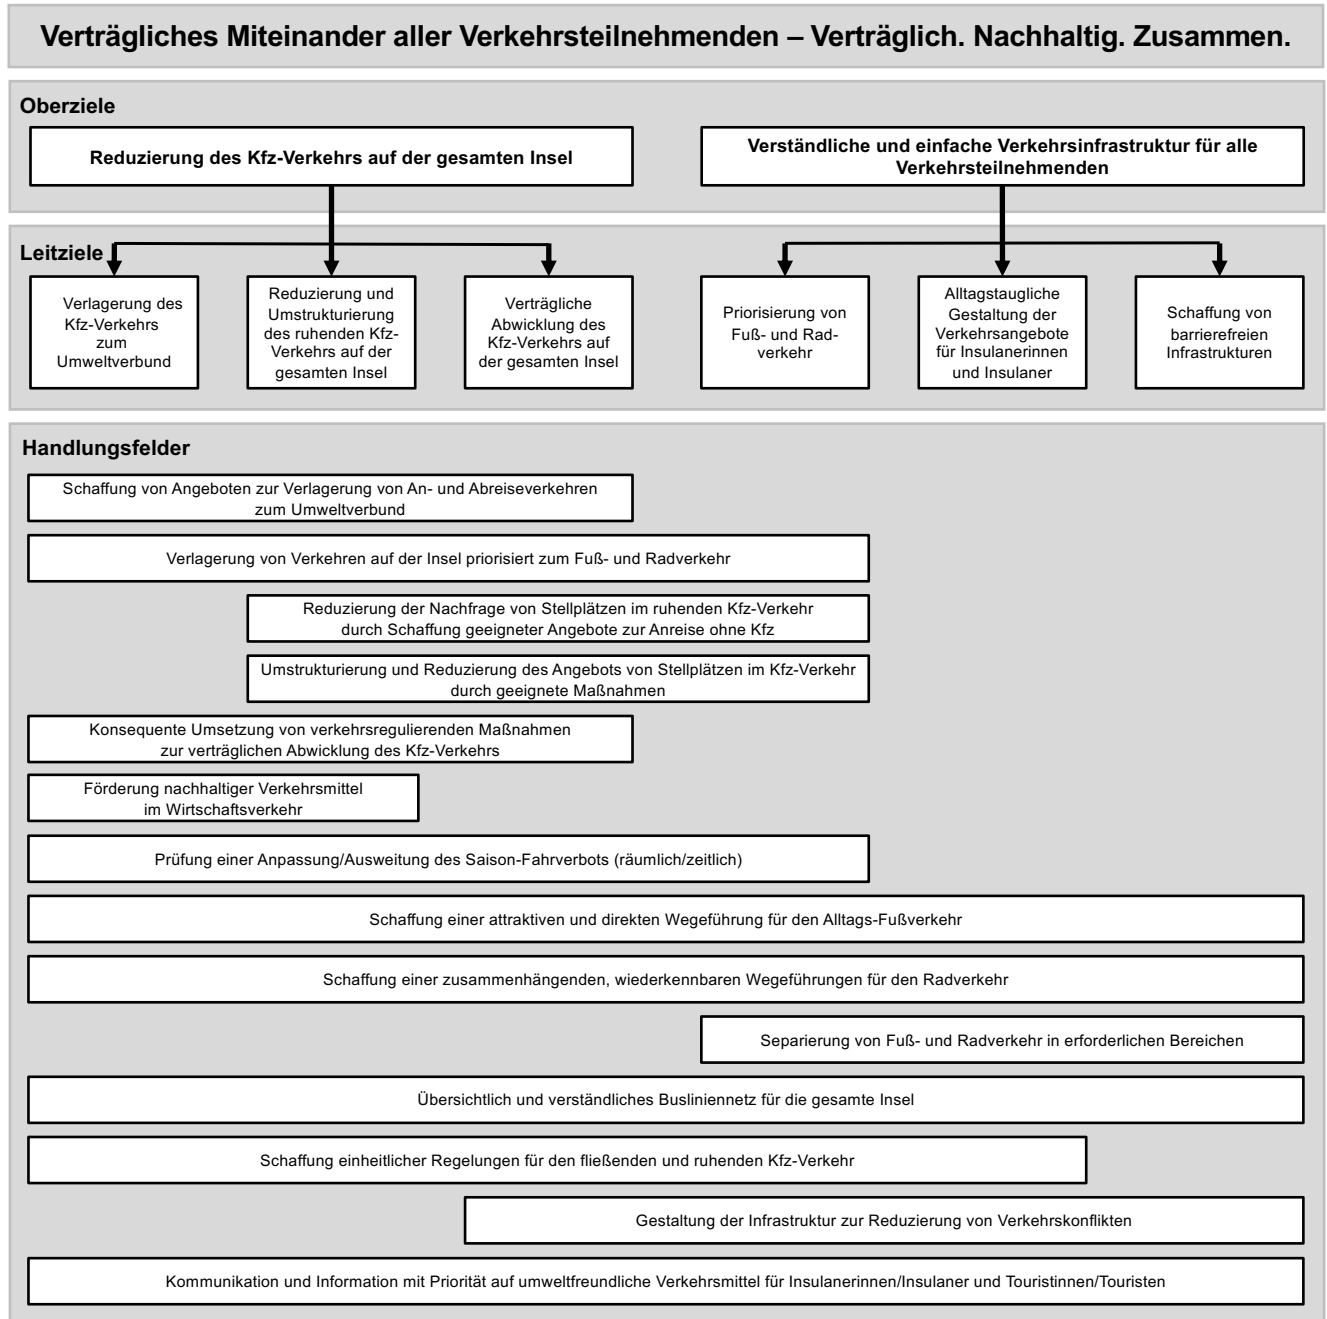 Verträgliches Miteinander aller Verkehrsteilnehmenden – Verträglich. Nachhaltig. Zusammen.
Oberziele
Reduzierung des Kfz-Verkehrs auf der gesamten Insel
Verständliche und einfache Verkehrsinfrastruktur für alle
Verkehrsteilnehmenden
Leitziele
Verlagerung des
Kfz-Verkehrs
zum
Umweltverbund
Reduzierung und
Umstrukturierung
des ruhenden Kfz-
Verkehrs auf der
gesamten Insel
Verträgliche
Abwicklung des
Kfz-Verkehrs auf
der gesamten Insel
Priorisierung von
Fuß- und Rad-
verkehr
Alltagstaugliche
Gestaltung der
Verkehrsangebote
für Insulanerinnen
und Insulaner
Schaffung von
barrierefreien
Infrastrukturen
Handlungsfelder
Schaffung von Angeboten zur Verlagerung von An- und Abreiseverkehren
zum Umweltverbund
Verlagerung von Verkehren auf der Insel priorisiert zum Fuß- und Radverkehr
Reduzierung der Nachfrage von Stellplätzen im ruhenden Kfz-Verkehr
durch Schaffung geeigneter Angebote zur Anreise ohne Kfz
Umstrukturierung und Reduzierung des Angebots von Stellplätzen im Kfz-Verkehr
durch geeignete Maßnahmen
Konsequente Umsetzung von verkehrsregulierenden Maßnahmen
zur verträglichen Abwicklung des Kfz-Verkehrs
Förderung nachhaltiger Verkehrsmittel
im Wirtschaftsverkehr
Prüfung einer Anpassung/Ausweitung des Saison-Fahrverbots (räumlich/zeitlich)
Schaffung einer attraktiven und direkten Wegeführung für den Alltags-Fußverkehr
Schaffung einer zusammenhängenden, wiederkennbaren Wegeführungen für den Radverkehr
Separierung von Fuß- und Radverkehr in erforderlichen Bereichen
Übersichtlich und verständliches Busliniennetz für die gesamte Insel
Schaffung einheitlicher Regelungen für den fließenden und ruhenden Kfz-Verkehr
Gestaltung der Infrastruktur zur Reduzierung von Verkehrskonflikten
Kommunikation und Information mit Priorität auf umweltfreundliche Verkehrsmittel für Insulanerinnen/Insulaner und Touristinnen/Touristen